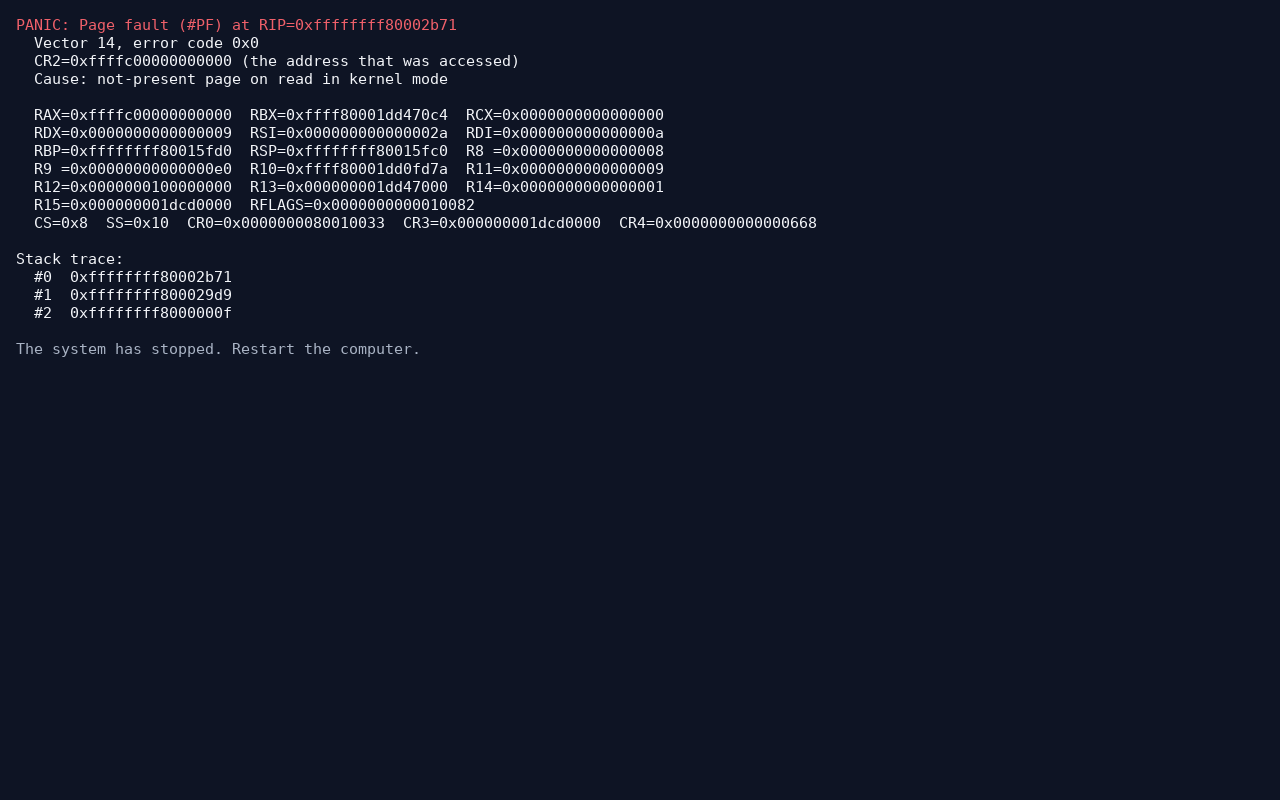 PANIC: Page fault (#PF) at RIP=0xffffffff80002b71
Vector 14, error code 0x0
CR2=0xffffc00000000000 (the address that was accessed)
Cause: not-present page on read in kernel mode
RAX=0xffffc00000000000 RBX=0xffff80001dd470c4 RCX=0x0000000000000000
RDX=0x0000000000000009 RSI=0x000000000000002a RDI=0x000000000000000a
RBP=0xffffffff80015fd0 RSP=0xffffffff80015fc0 R8 =0x0000000000000008
R9 =0x00000000000000e0 R10=0xffff80001dd0fd7a R11=0x0000000000000009
R12=0x0000000100000000 R13=0x000000001dd47000 R14=0x0000000000000001
R15=0x000000001dcd0000 RFLAGS=0x0000000000010082
CS=0x8 SS=0x10 CR0=0x0000000080010033 CR3=0x000000001dcd0000 CR4=0x0000000000000668
Stack trace:
#0 0xffffffff80002b71
#1 0xffffffff800029d9
#2 0xffffffff8000000f
The system has stopped. Restart the computer.